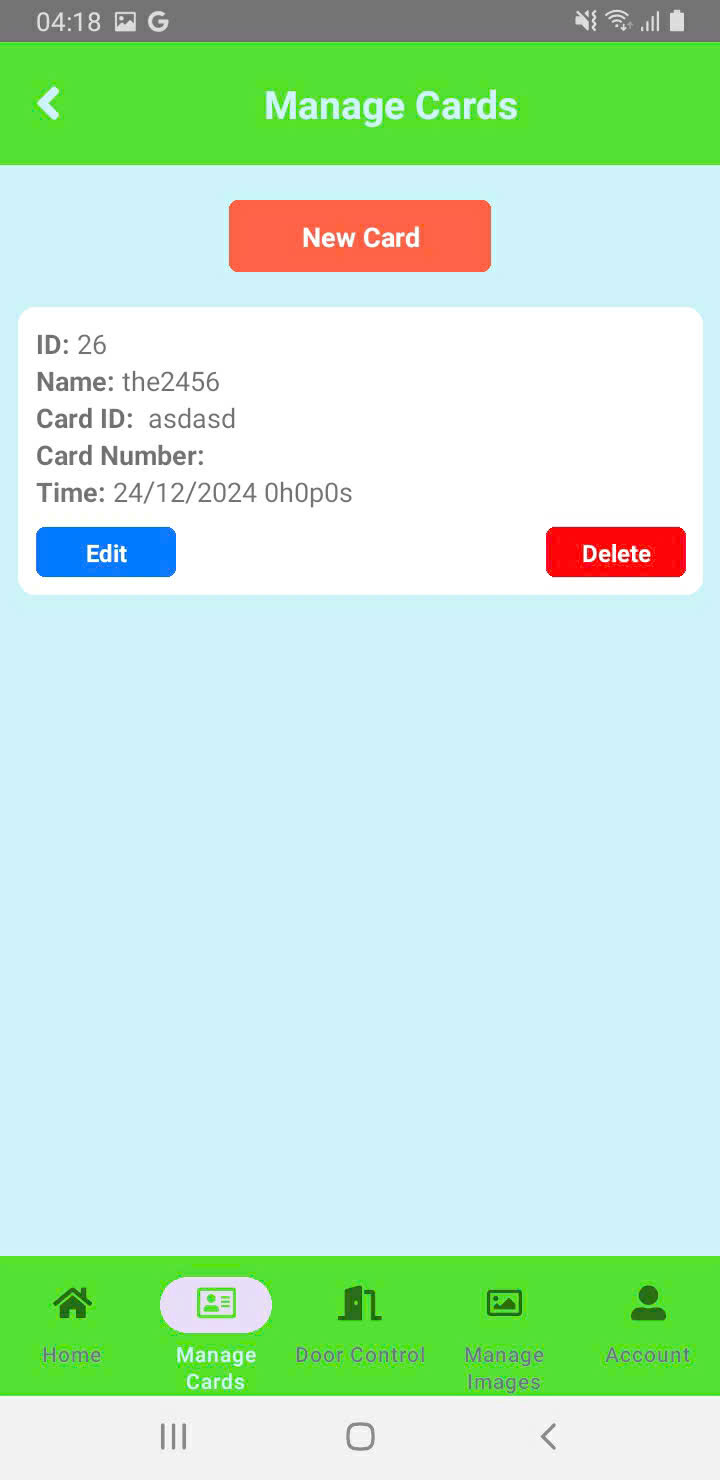 04:18
Manage Cards
New Card
ID: 26
Name: the2456
Card ID: asdasd
Card Number:
Time: 24/12/2024 0h0p0s
Edit
Delete
Home
Manage
Cards
Door Control
Manage
Images
Account